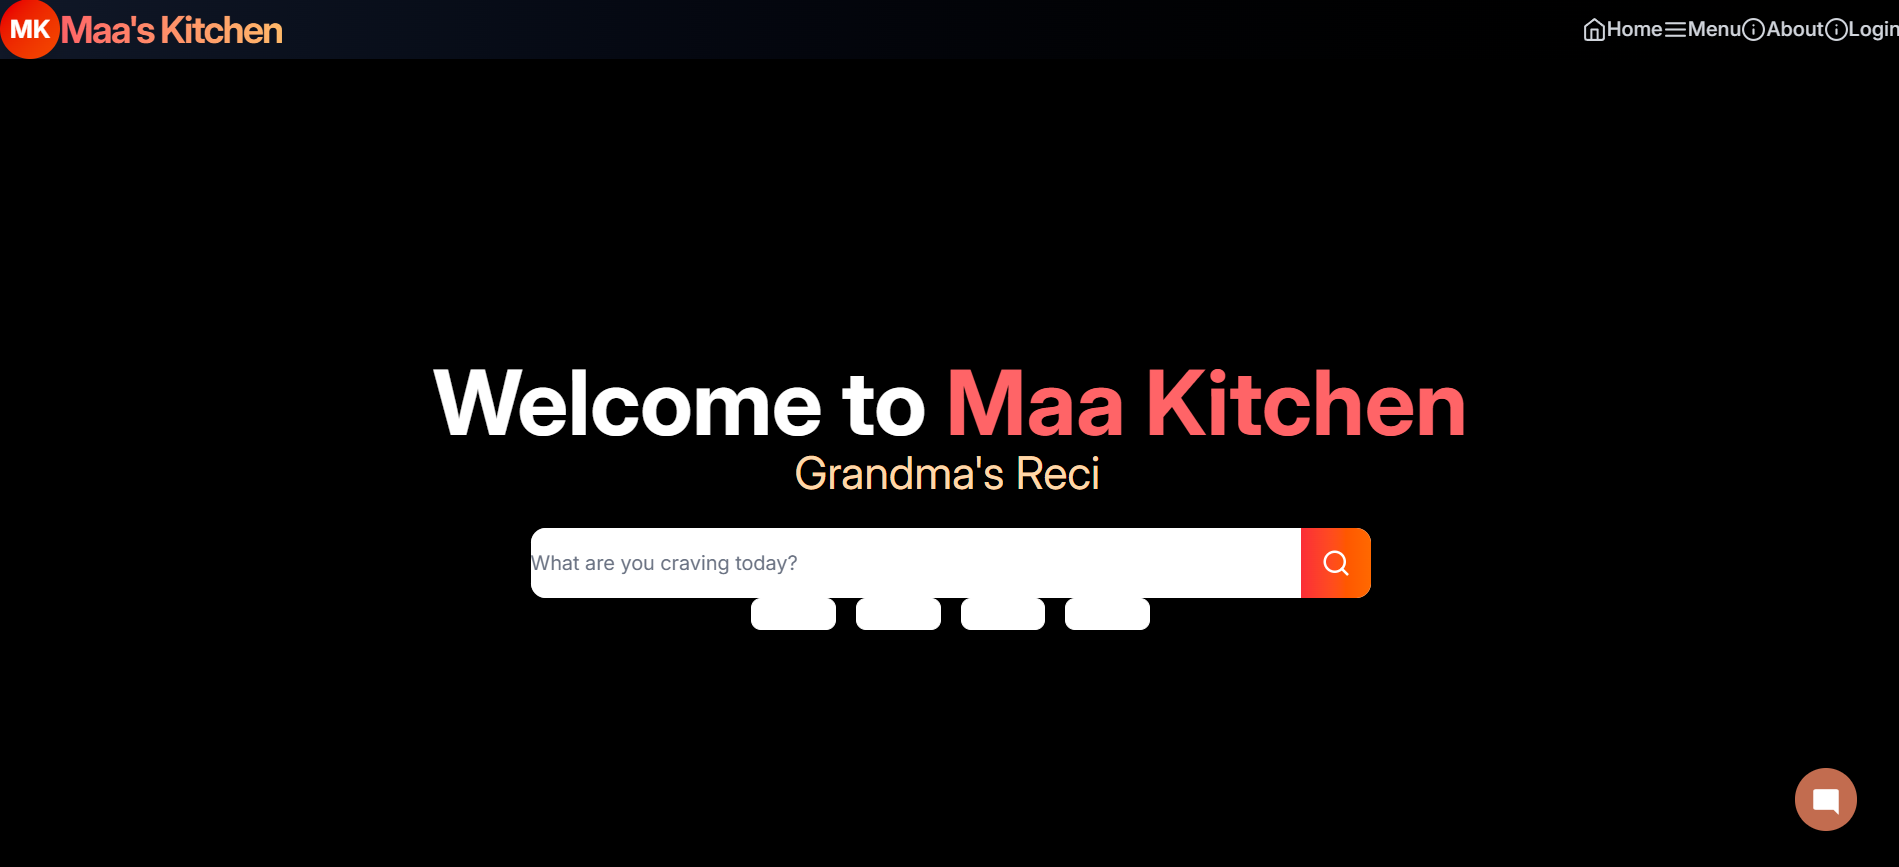 MK Maa's Kitchen
Home Menu About Login
Welcome to Maa Kitchen
Grandma's Reci
What are you craving today?